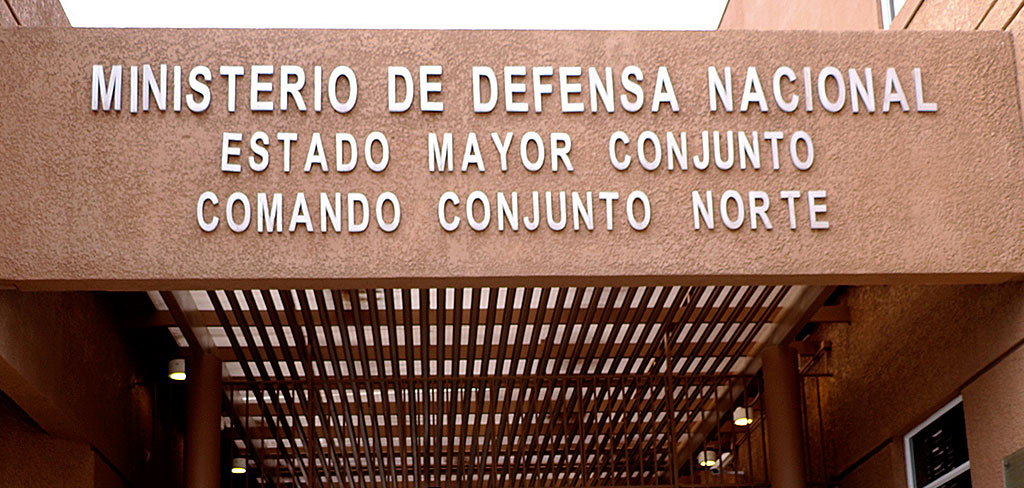 MINISTERIO DE DEFENSA NACIONAL
ESTADO MAYOR CONJUNTO
COMANDO CONJUNTO NORTE